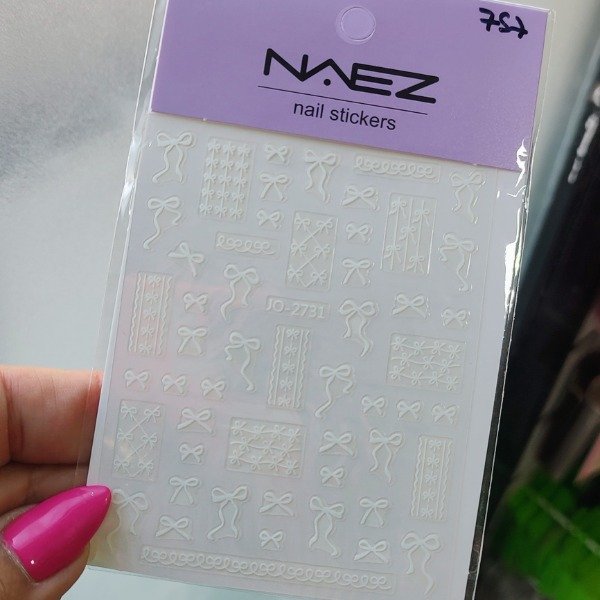 757
NAEZ
nail stickers
JO-2731